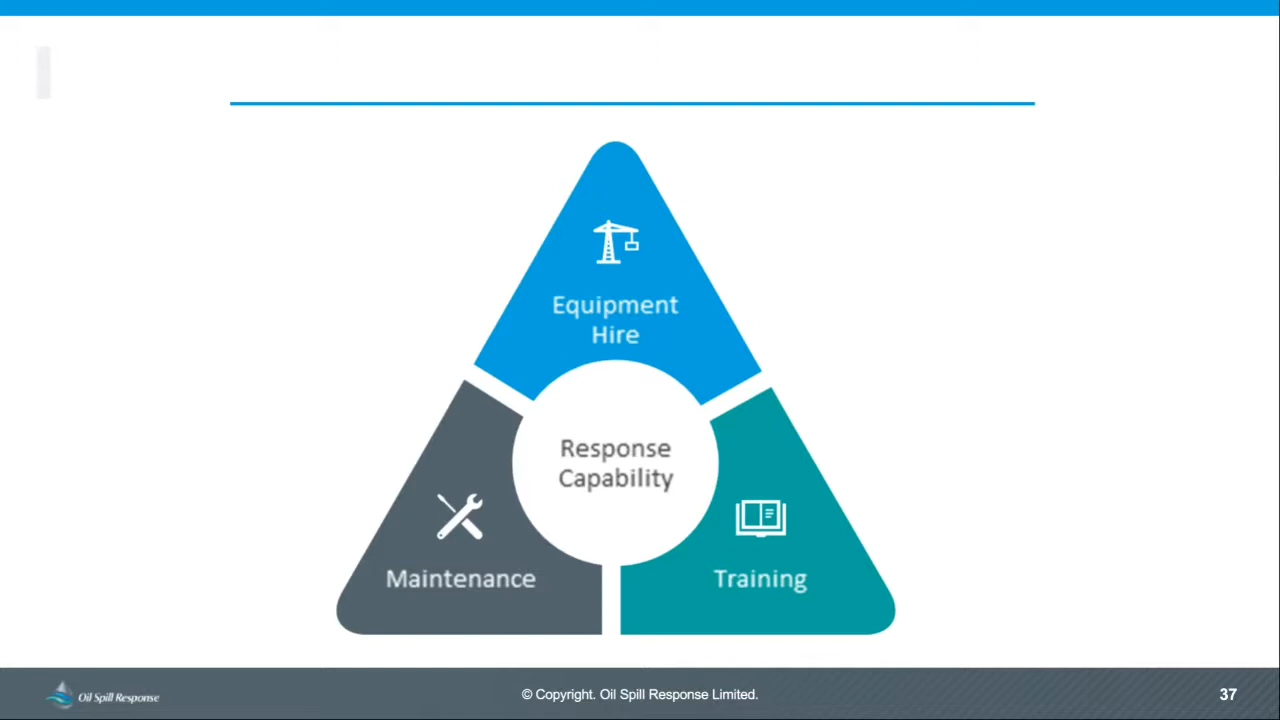 Equipment
Hire
Response
Capability
Maintenance
Training
Oil Spill Response
© Copyright. Oil Spill Response Limited.
37